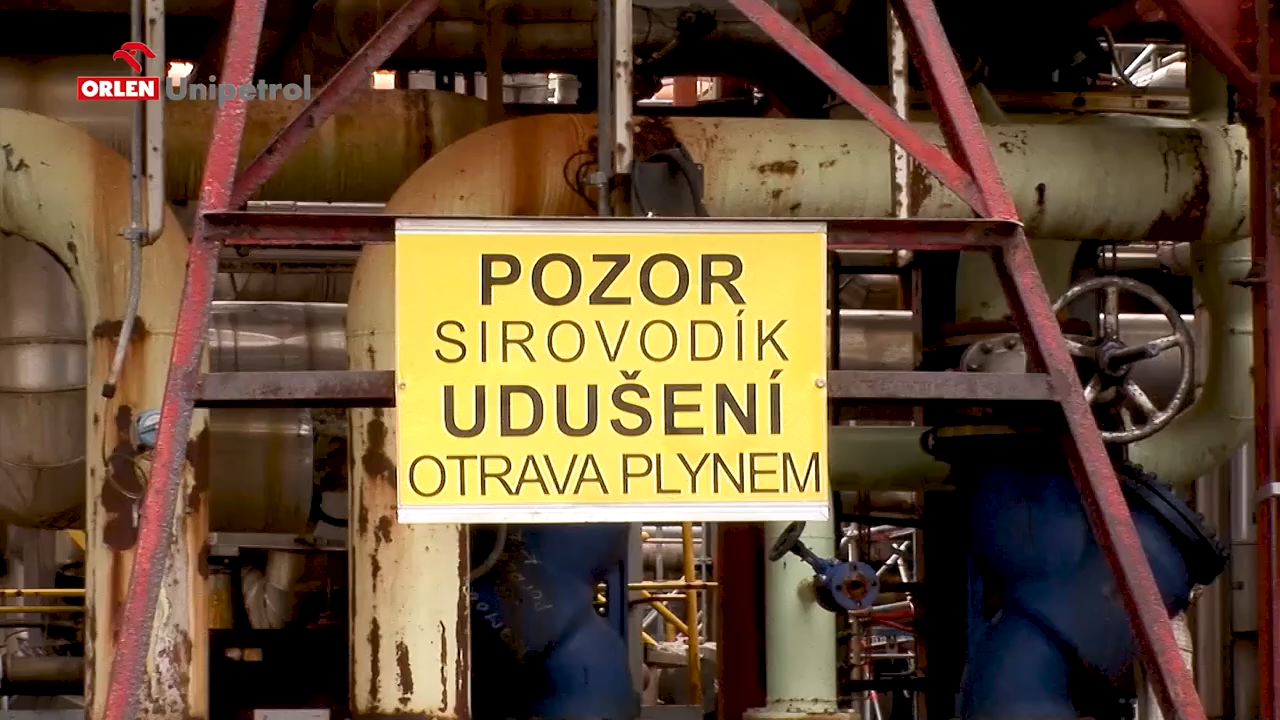 ORLEN Unipetrol
POZOR
SIROVODÍK
UDUŠENÍ
OTRAVA PLYNEM